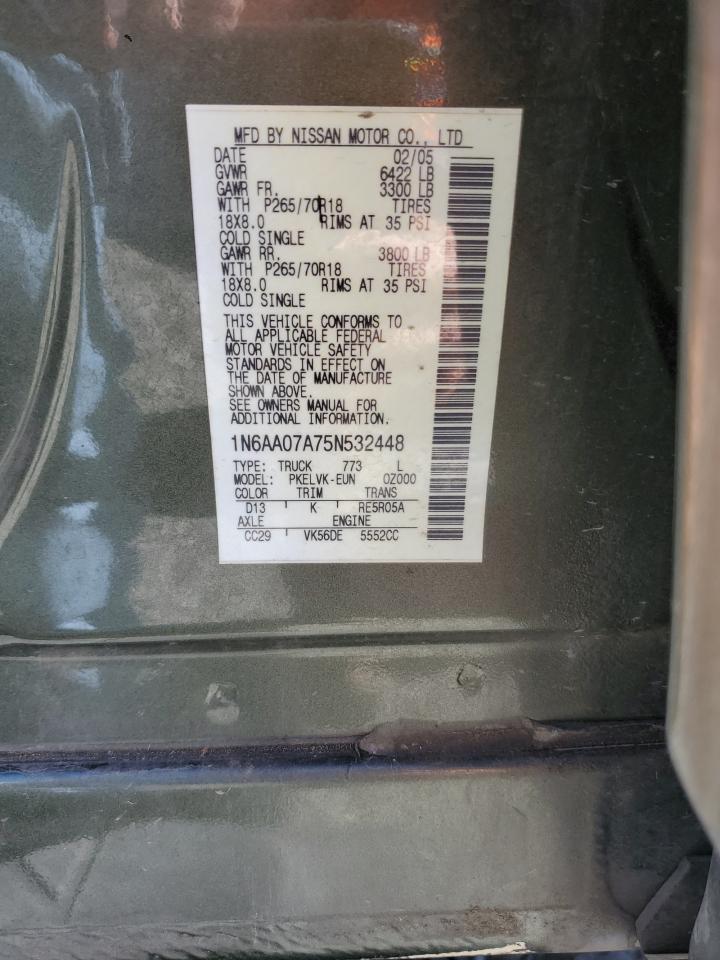 MFD BY NISSAN MOTOR CO., LTD
DATE 02/05
GVWR 6422 LB
GAWR FR. 3300 LB
WITH P265/70R18 TIRES
18X8.0 RIMS AT 35 PSI
COLD SINGLE
GAWR RR. 3800 LB
WITH P265/70R18 TIRES
18X8.0 RIMS AT 35 PSI
COLD SINGLE
THIS VEHICLE CONFORMS TO
ALL APPLICABLE FEDERAL
MOTOR VEHICLE SAFETY
STANDARDS IN EFFECT ON
THE DATE OF MANUFACTURE
SHOWN ABOVE.
SEE OWNERS MANUAL FOR
ADDITIONAL INFORMATION.
1N6AA07A75N532448
TYPE: TRUCK 773 L
MODEL: PKELVK-EUN 0Z000
COLOR TRIM TRANS
D13 K RE5R05A
AXLE ENGINE
CC29 VK56DE 5552CC